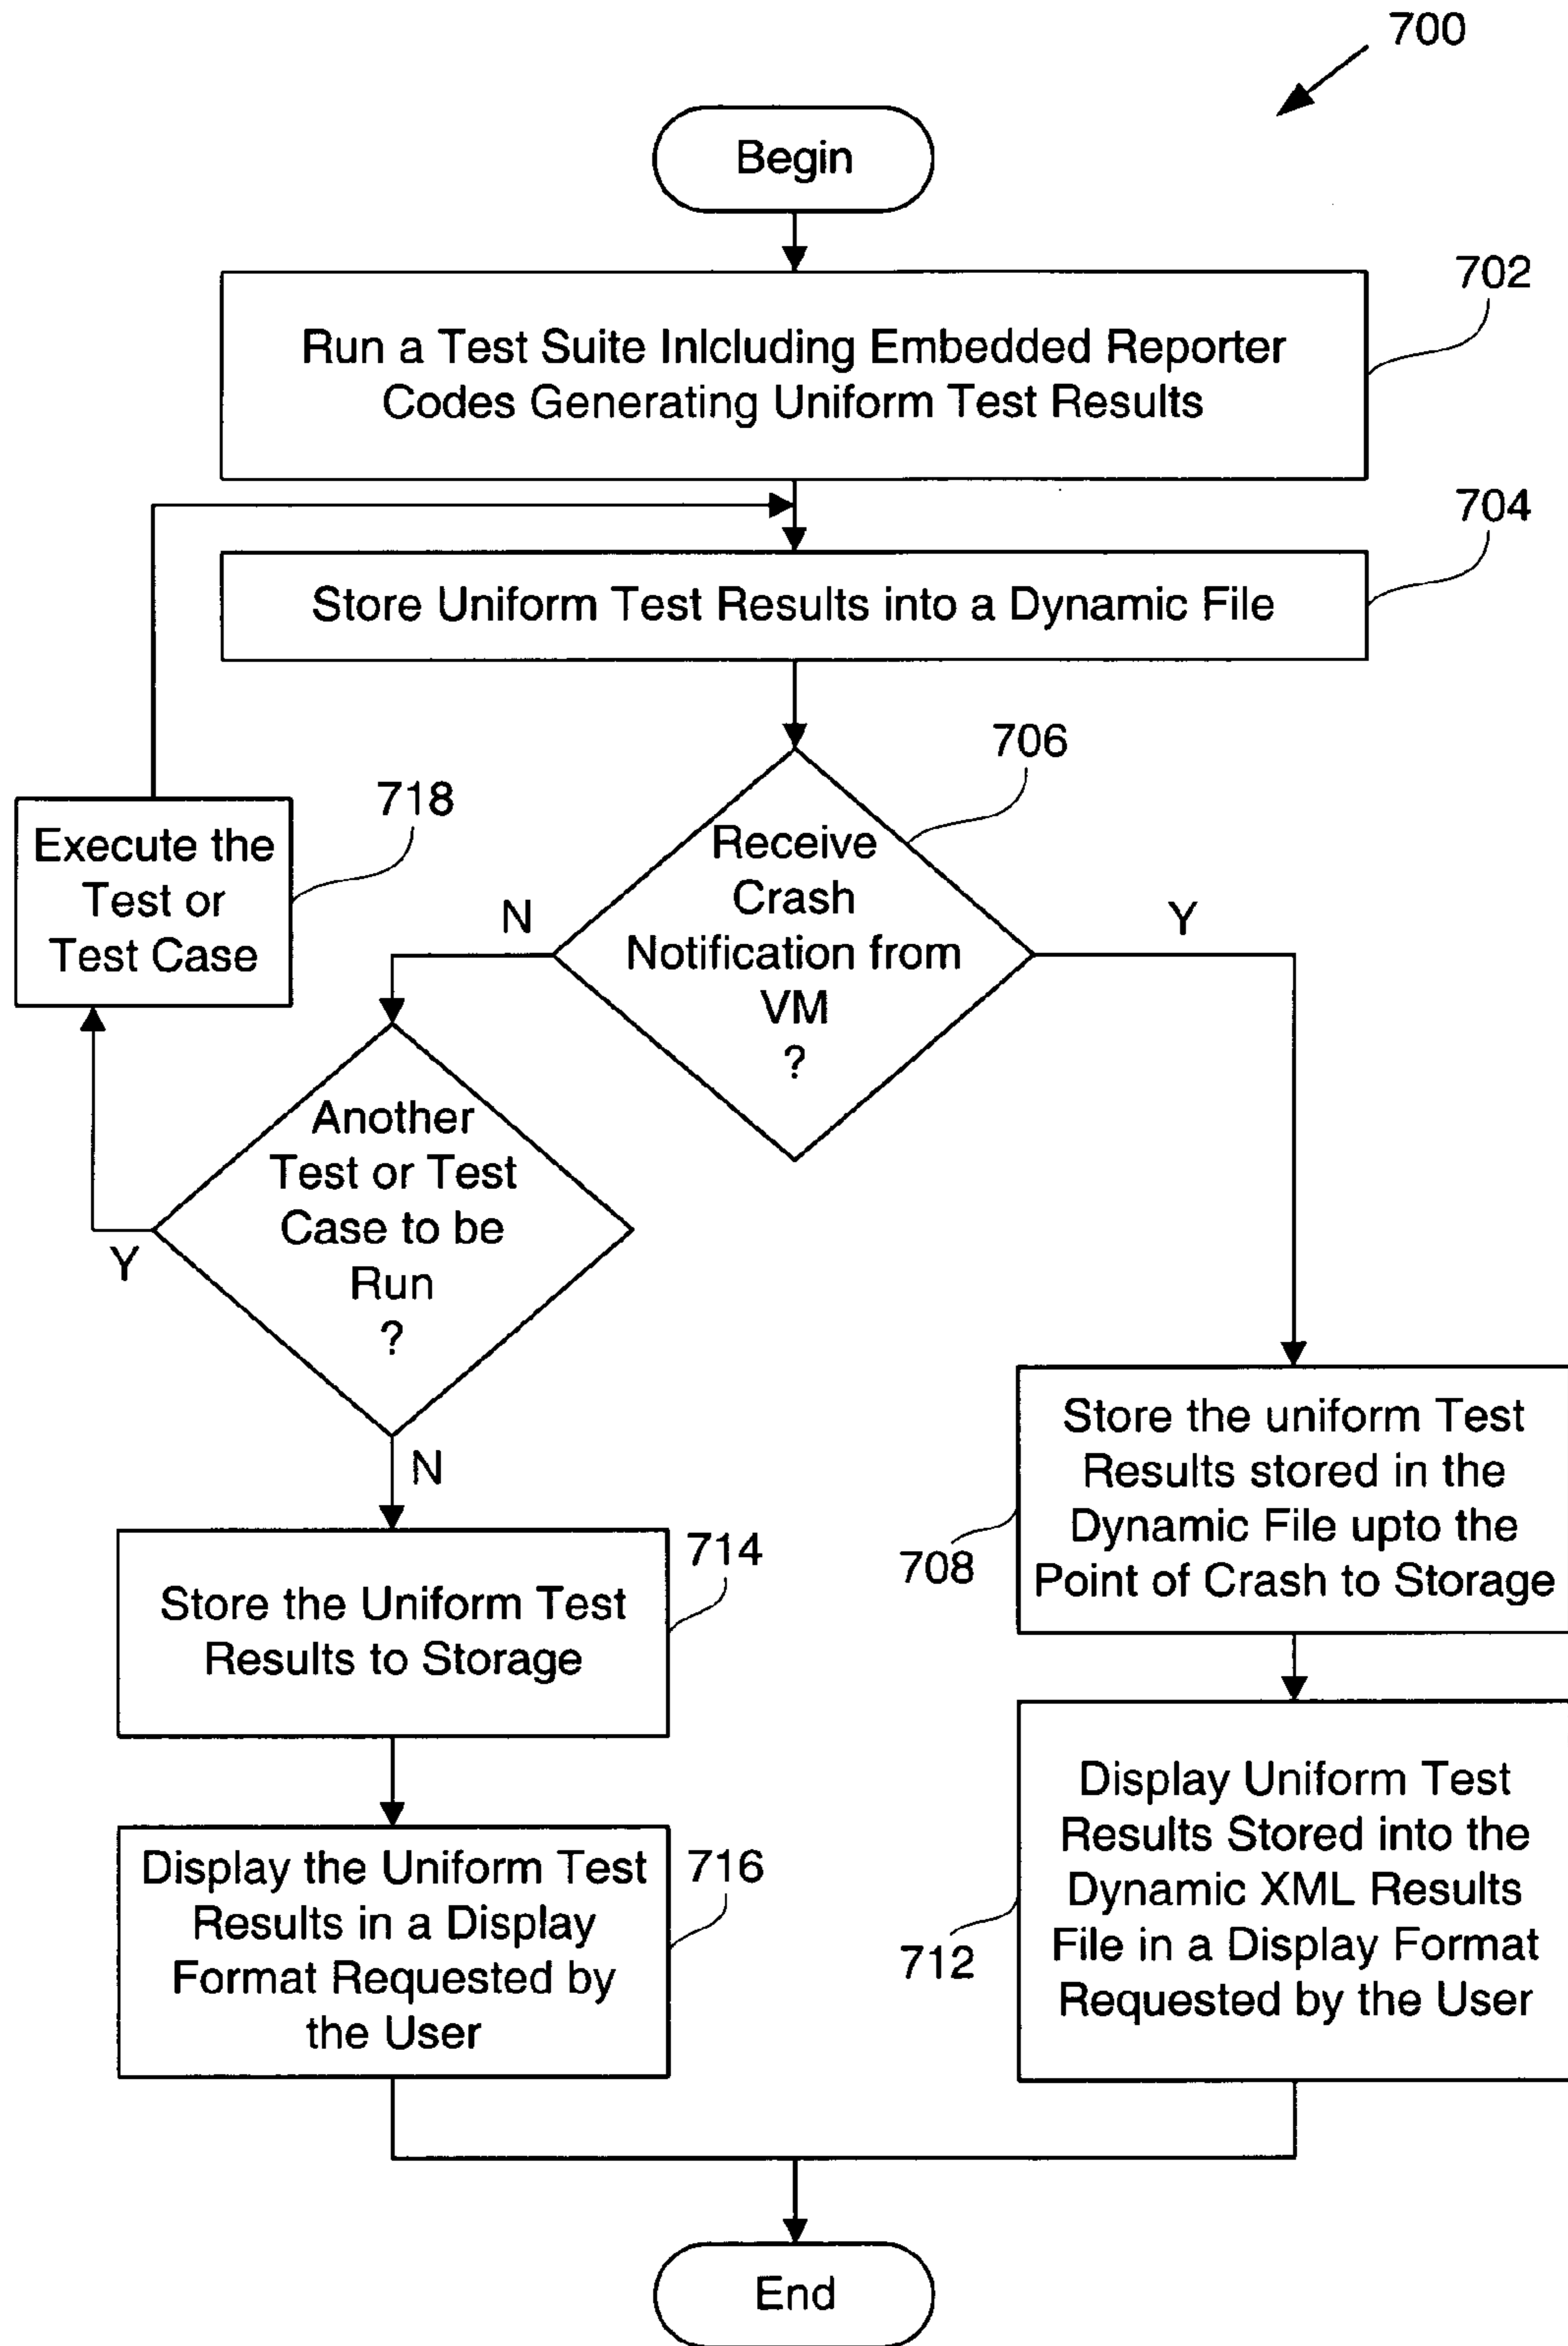 700
Begin
702
Run a Test Suite Inlcluding Embedded Reporter
Codes Generating Uniform Test Results
704
Store Uniform Test Results into a Dynamic File
706
718
Execute the
Test or
Test Case
Receive
Crash
Notification from
VM
?
N
Y
Another
Test or Test
Case to be
Run
?
Y
N
Store the uniform Test
Results stored in the
Dynamic File upto the
Point of Crash to Storage
708
714
Store the Uniform Test
Results to Storage
Display Uniform Test
Results Stored into the
Dynamic XML Results
File in a Display Format
Requested by the User
712
716
Display the Uniform Test
Results in a Display
Format Requested by
the User
End